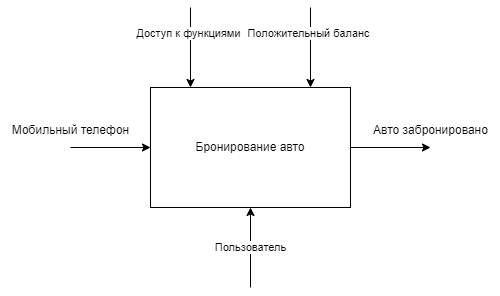 Доступ к функциями
Положительный баланс
Мобильный телефон
Бронирование авто
Авто забронировано
Пользователь